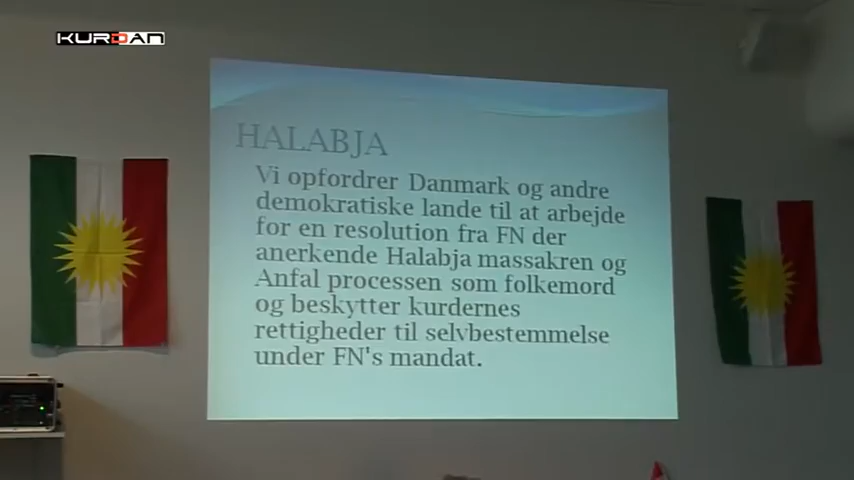 KURDAN
HALABJA
Vi opfordrer Danmark og andre
demokratiske lande til at arbejde
for en resolution fra FN der
anerkende Halabja massakren og
Anfal processen som folkemord
og beskytter kurdernes
rettigheder til selvbestemmelse
under FN's mandat.